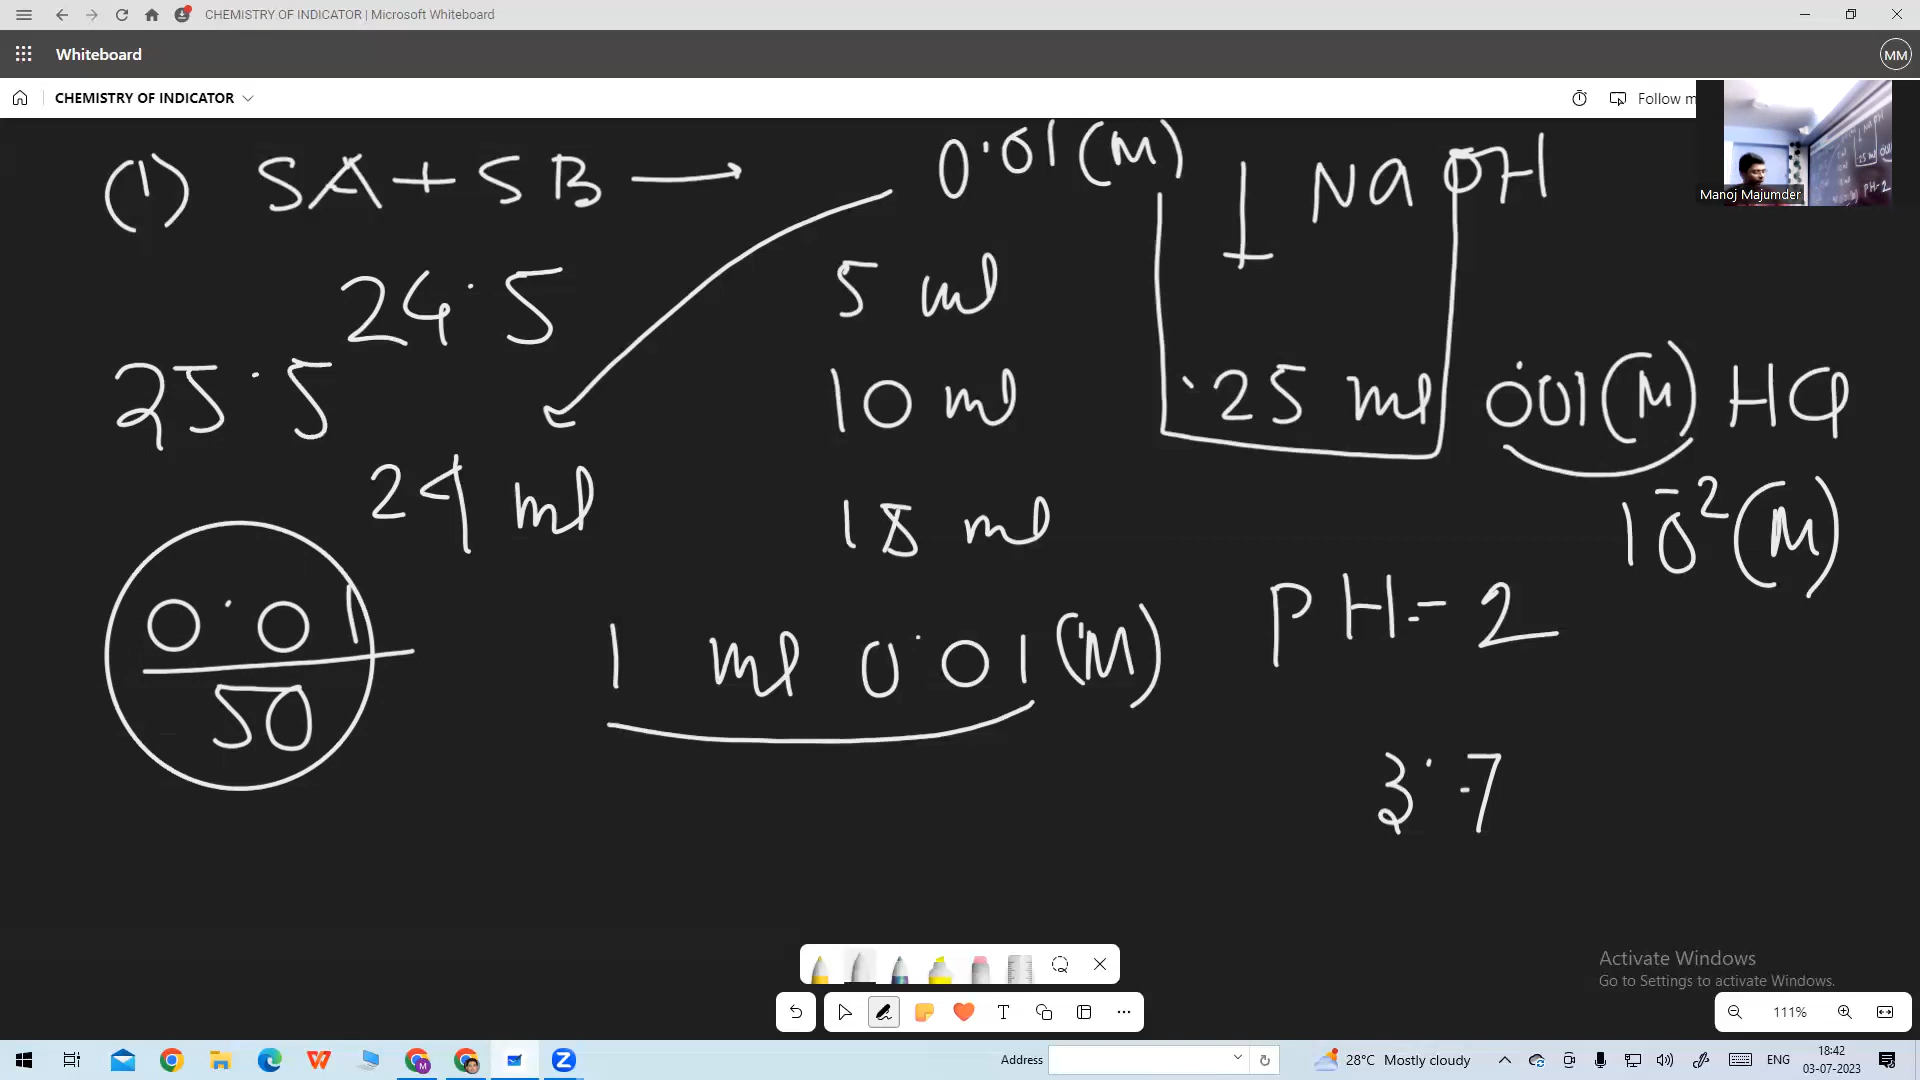 CHEMISTRY OF INDICATOR | Microsoft Whiteboard
Whiteboard
MM
CHEMISTRY OF INDICATOR
Follow m
Manoj Majumder
(1) SA + SB → 0.01 (M) NaOH
24.5
5 ml
25.5
10 ml
.25 ml 0.01 (M) HCl
24 ml
18 ml
10⁻² (M)
0.01
50
1 ml 0.01 (M)
PH = 2
3.7
Activate Windows
Go to Settings to activate Windows.
111%
Address
28°C Mostly cloudy
ENG
18:42
03-07-2023